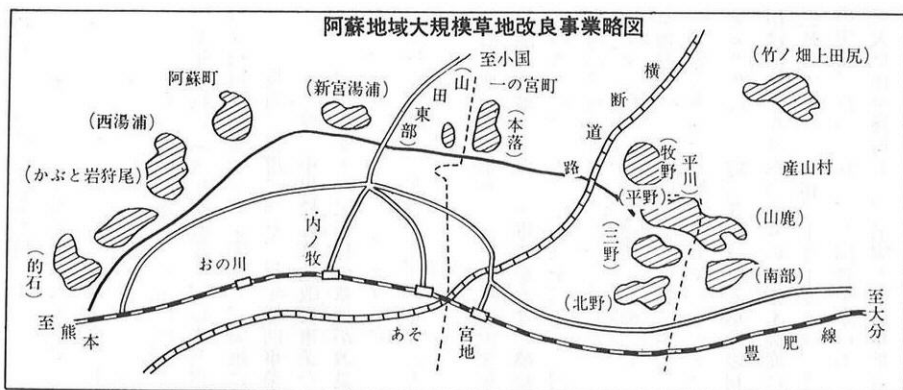 阿蘇地域大規模草地改良事業略図
至小国
一の宮町
(竹ノ畑上田尻)
阿蘇町
(新宮湯浦)
(山田東部)
(本落)
横断道路
(西湯浦)
牧野
平川
産山村
(かぶと岩狩尾)
(平野)
(山鹿)
内ノ牧
(三野)
(的石)
おの川
(南部)
(北野)
至熊本
あそ
宮地
豊肥線
至大分